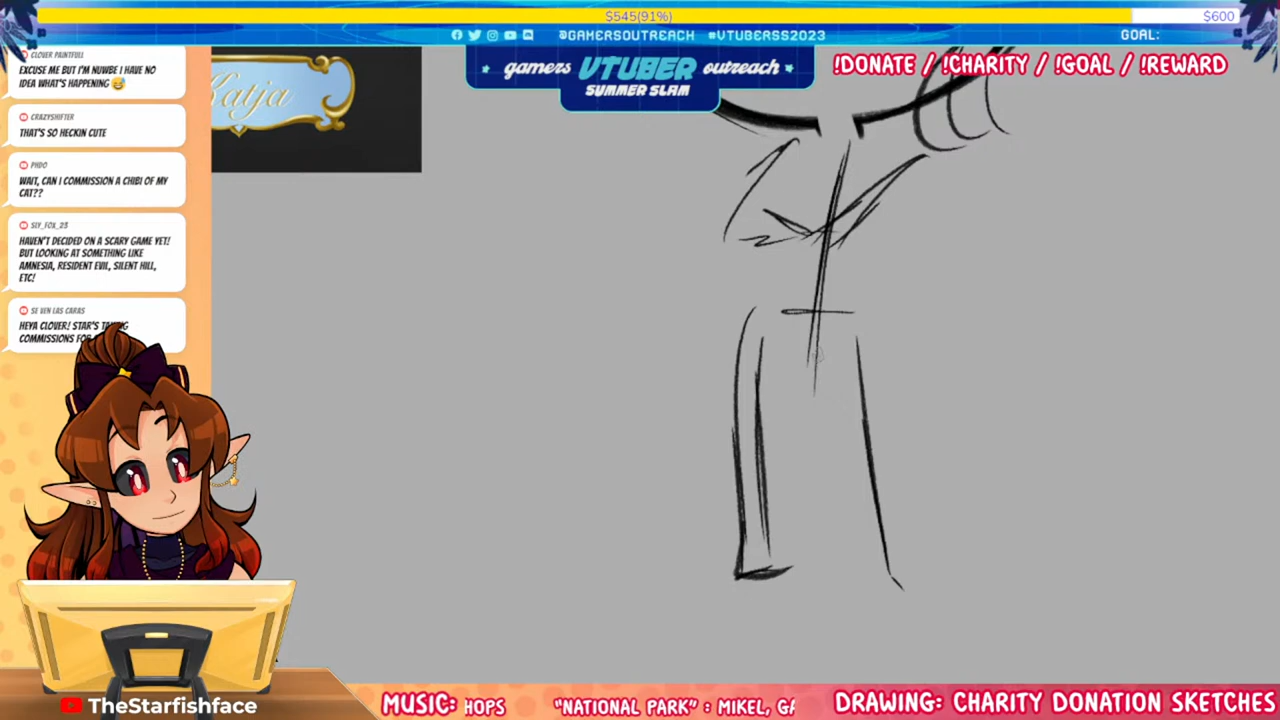 $545(91%)
$600
@GAMERSOUTREACH #VTUBERSS2023
GOAL:
gamers VTUBER outreach
SUMMER SLAM
!DONATE / !CHARITY / !GOAL / !REWARD
CLOVER PAINTFULL
EXCUSE ME BUT I'M NUWBE I HAVE NO
IDEA WHAT'S HAPPENING 😅
CRAZYSHIFTER
THAT'S SO HECKIN CUTE
PHDO
WAIT, CAN I COMMISSION A CHIBI OF MY
CAT??
SLY_FOX_23
HAVEN'T DECIDED ON A SCARY GAME YET!
BUT LOOKING AT SOMETHING LIKE
AMNESIA, RESIDENT EVIL, SILENT HILL,
ETC!
SE VEN LAS CARAS
HEYA CLOVER! STAR'S
COMMISSIONS
Katja
TheStarfishface
MUSIC: HOPS "NATIONAL PARK" : MIKEL,
DRAWING: CHARITY DONATION SKETCHES